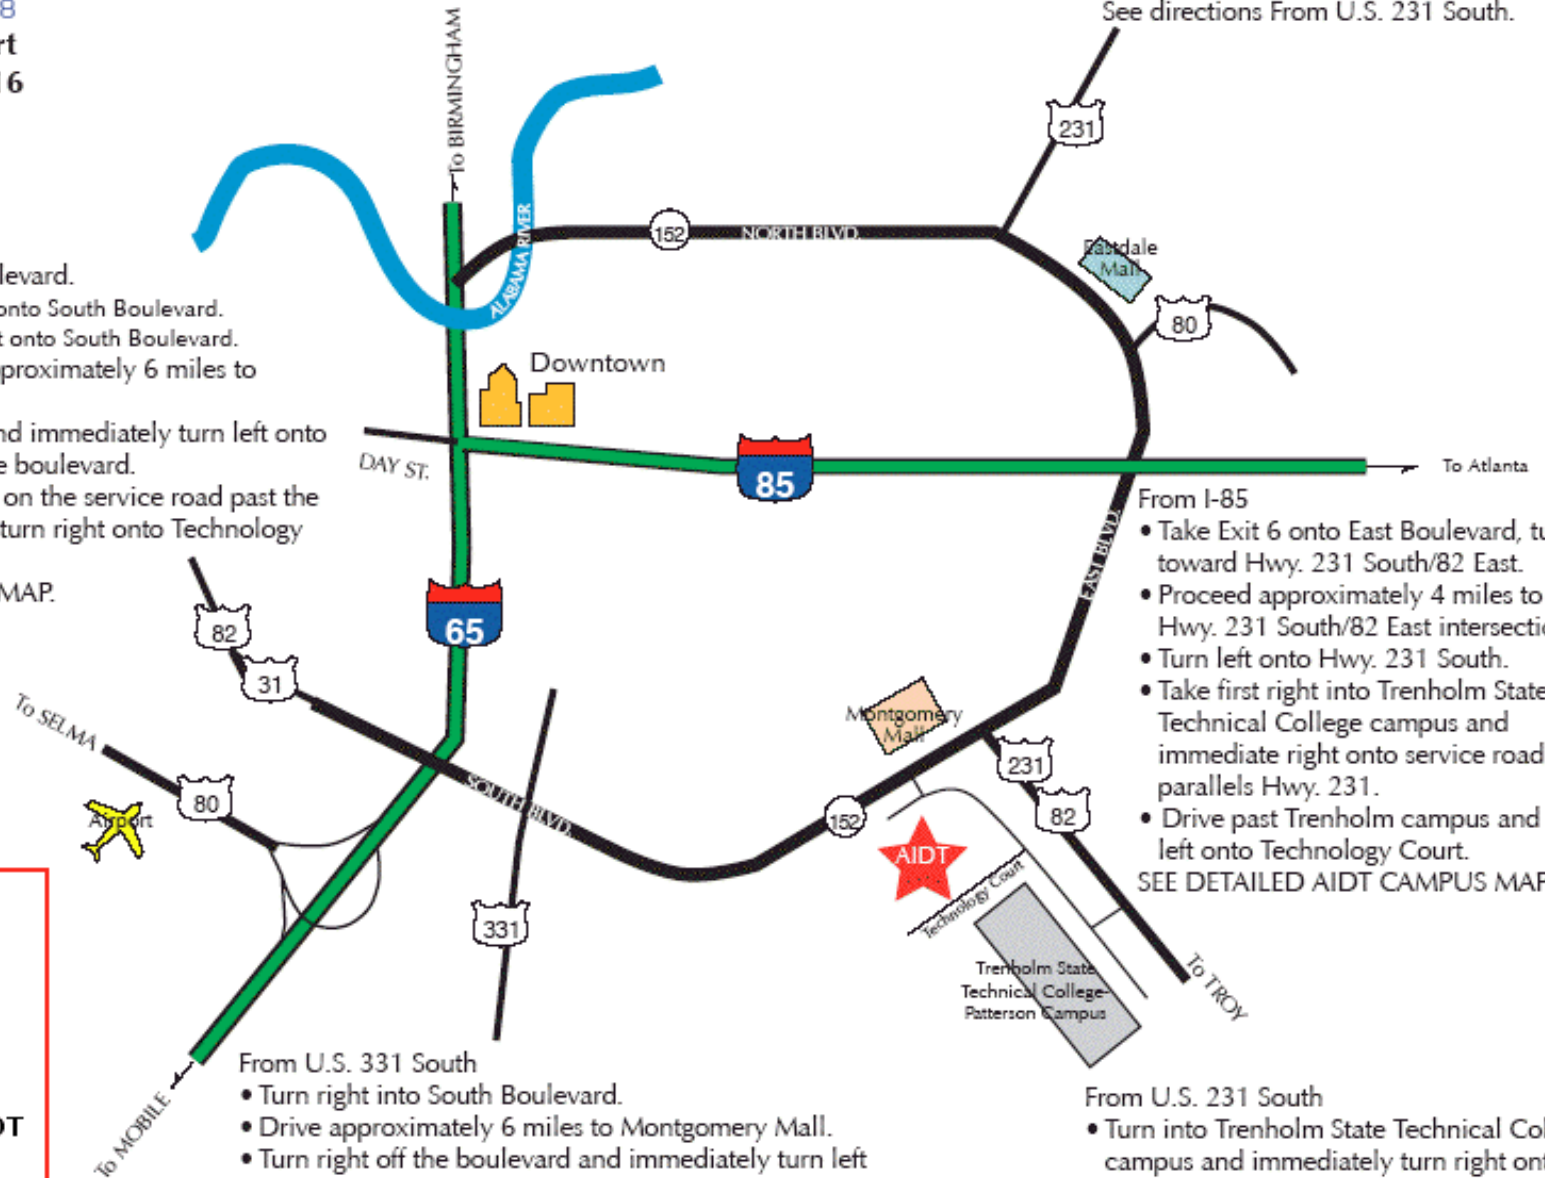 8
rt
16
See directions From U.S. 231 South.
To BIRMINGHAM
231
ALABAMA RIVER
152
NORTH BLVD.
Eastdale
Mall
80
levard.
onto South Boulevard.
t onto South Boulevard.
proximately 6 miles to
Downtown
nd immediately turn left onto
e boulevard.
on the service road past the
turn right onto Technology
MAP.
DAY ST.
85
To Atlanta
From I-85
• Take Exit 6 onto East Boulevard, tu
toward Hwy. 231 South/82 East.
• Proceed approximately 4 miles to
Hwy. 231 South/82 East intersecti
• Turn left onto Hwy. 231 South.
• Take first right into Trenholm State
Technical College campus and
immediate right onto service road
parallels Hwy. 231.
• Drive past Trenholm campus and
left onto Technology Court.
SEE DETAILED AIDT CAMPUS MAP
EAST BLVD.
65
82
31
To SELMA
80
Airport
SOUTH BLVD.
Montgomery
Mall
231
82
152
AIDT
Technology Court
331
Trenholm State
Technical College-
Patterson Campus
To TROY
To MOBILE
From U.S. 331 South
• Turn right into South Boulevard.
• Drive approximately 6 miles to Montgomery Mall.
• Turn right off the boulevard and immediately turn left
From U.S. 231 South
• Turn into Trenholm State Technical Col
campus and immediately turn right ont
DT